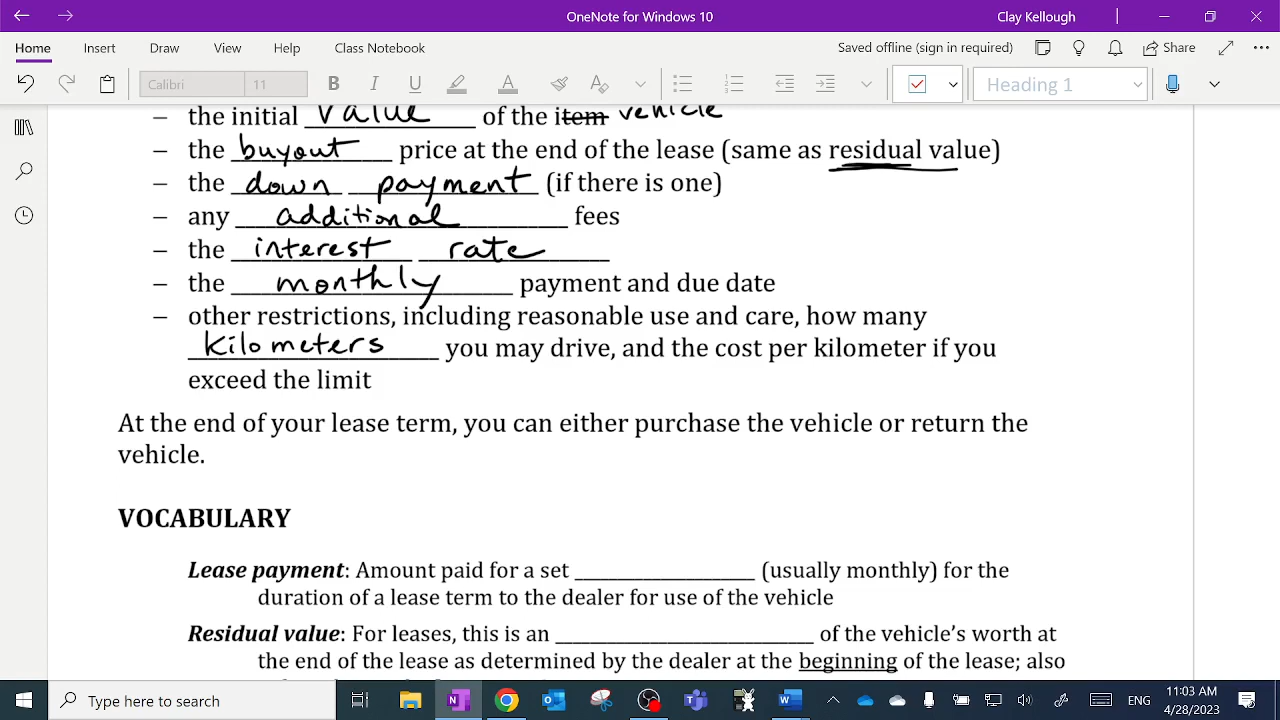 OneNote for Windows 10
Clay Kellough
Home Insert Draw View Help Class Notebook
Saved offline (sign in required)
Share
Calibri 11 B I U A Heading 1
– the initial value of the item vehicle
– the buyout price at the end of the lease (same as residual value)
– the down payment (if there is one)
– any additional fees
– the interest rate
– the monthly payment and due date
– other restrictions, including reasonable use and care, how many
kilometers you may drive, and the cost per kilometer if you
exceed the limit
At the end of your lease term, you can either purchase the vehicle or return the
vehicle.
VOCABULARY
Lease payment: Amount paid for a set ____________________ (usually monthly) for the
duration of a lease term to the dealer for use of the vehicle
Residual value: For leases, this is an _____________________________ of the vehicle's worth at
the end of the lease as determined by the dealer at the beginning of the lease; also
Type here to search
11:03 AM
4/28/2023